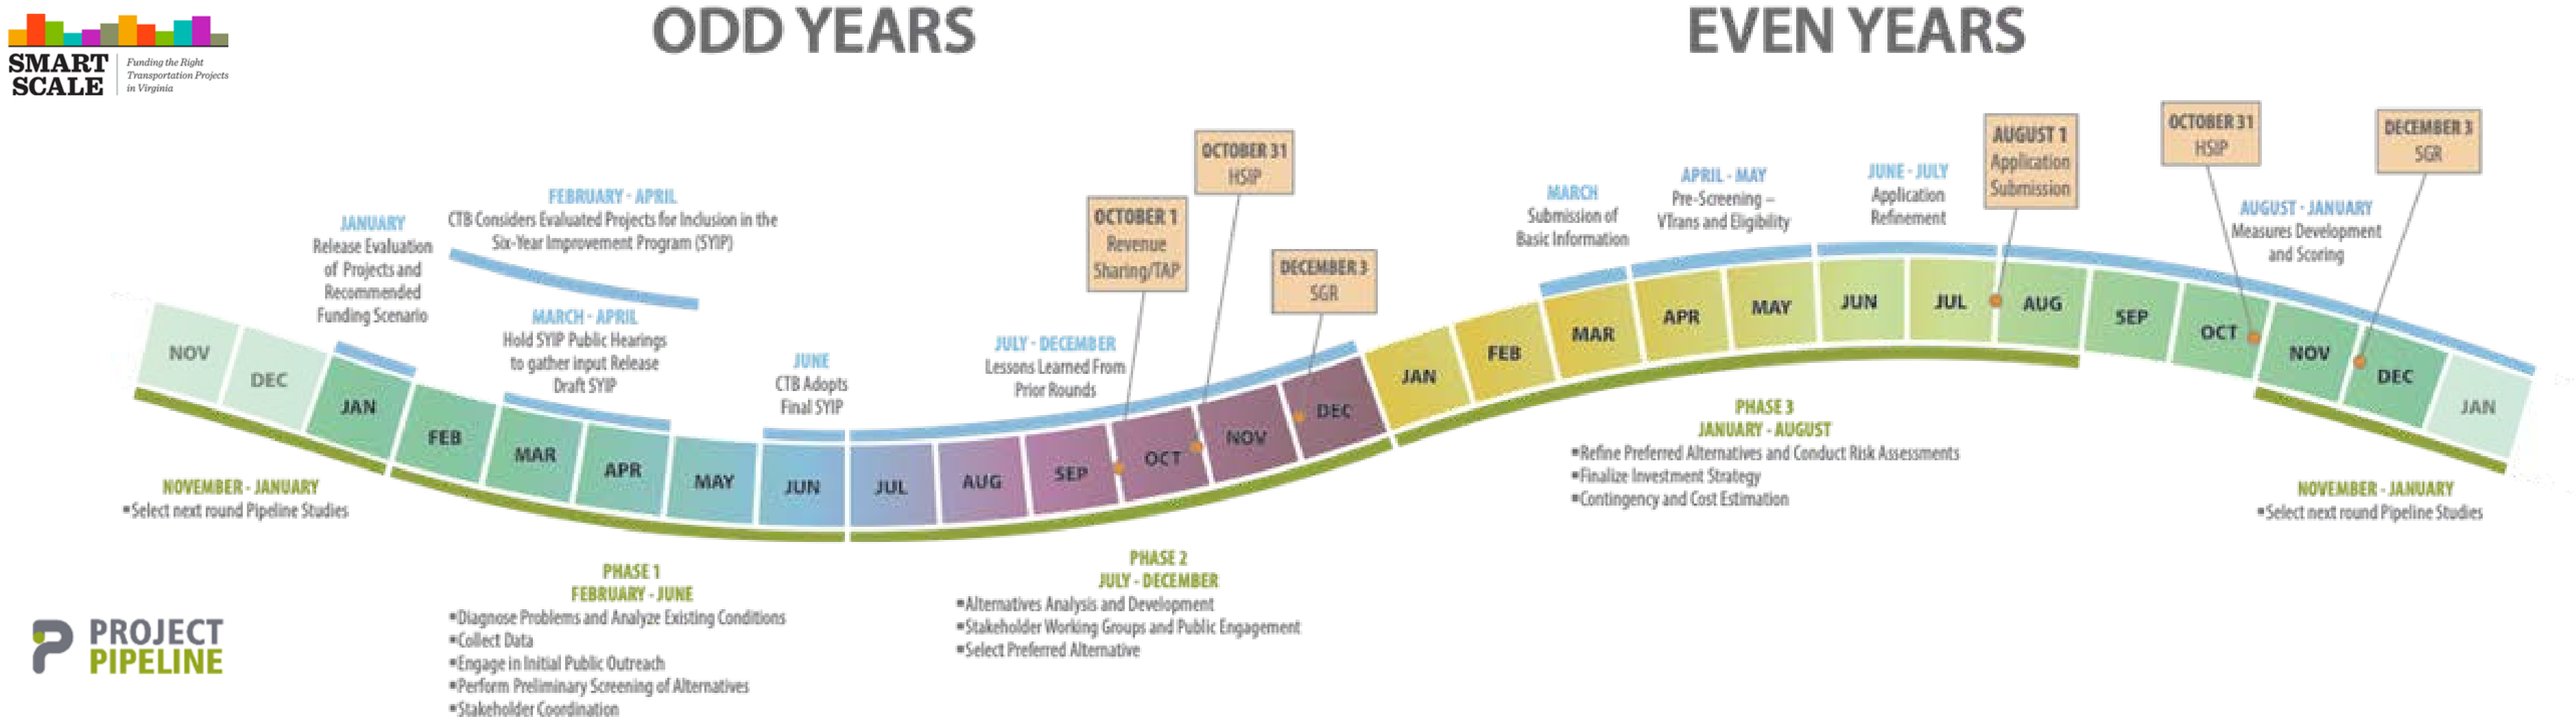 SMART
SCALE
Funding the Right
Transportation Projects
in Virginia
ODD YEARS
EVEN YEARS
JANUARY
Release Evaluation
of Projects and
Recommended
Funding Scenario
FEBRUARY - APRIL
CTB Considers Evaluated Projects for Inclusion in the
Six-Year Improvement Program (SYIP)
MARCH - APRIL
Hold SYIP Public Hearings
to gather input Release
Draft SYIP
JUNE
CTB Adopts
Final SYIP
JULY - DECEMBER
Lessons Learned From
Prior Rounds
OCTOBER 1
Revenue
Sharing/TAP
OCTOBER 31
HSIP
DECEMBER 3
SGR
MARCH
Submission of
Basic Information
APRIL - MAY
Pre-Screening –
VTrans and Eligibility
JUNE - JULY
Application
Refinement
AUGUST 1
Application
Submission
OCTOBER 31
HSIP
AUGUST - JANUARY
Measures Development
and Scoring
DECEMBER 3
SGR
NOV
DEC
JAN
FEB
MAR
APR
MAY
JUN
JUL
AUG
SEP
OCT
NOV
DEC
JAN
FEB
MAR
APR
MAY
JUN
JUL
AUG
SEP
OCT
NOV
DEC
JAN
NOVEMBER - JANUARY
▪Select next round Pipeline Studies
PHASE 1
FEBRUARY - JUNE
▪Diagnose Problems and Analyze Existing Conditions
▪Collect Data
▪Engage in Initial Public Outreach
▪Perform Preliminary Screening of Alternatives
▪Stakeholder Coordination
PHASE 2
JULY - DECEMBER
▪Alternatives Analysis and Development
▪Stakeholder Working Groups and Public Engagement
▪Select Preferred Alternative
PHASE 3
JANUARY - AUGUST
▪Refine Preferred Alternatives and Conduct Risk Assessments
▪Finalize Investment Strategy
▪Contingency and Cost Estimation
NOVEMBER - JANUARY
▪Select next round Pipeline Studies
PROJECT
PIPELINE